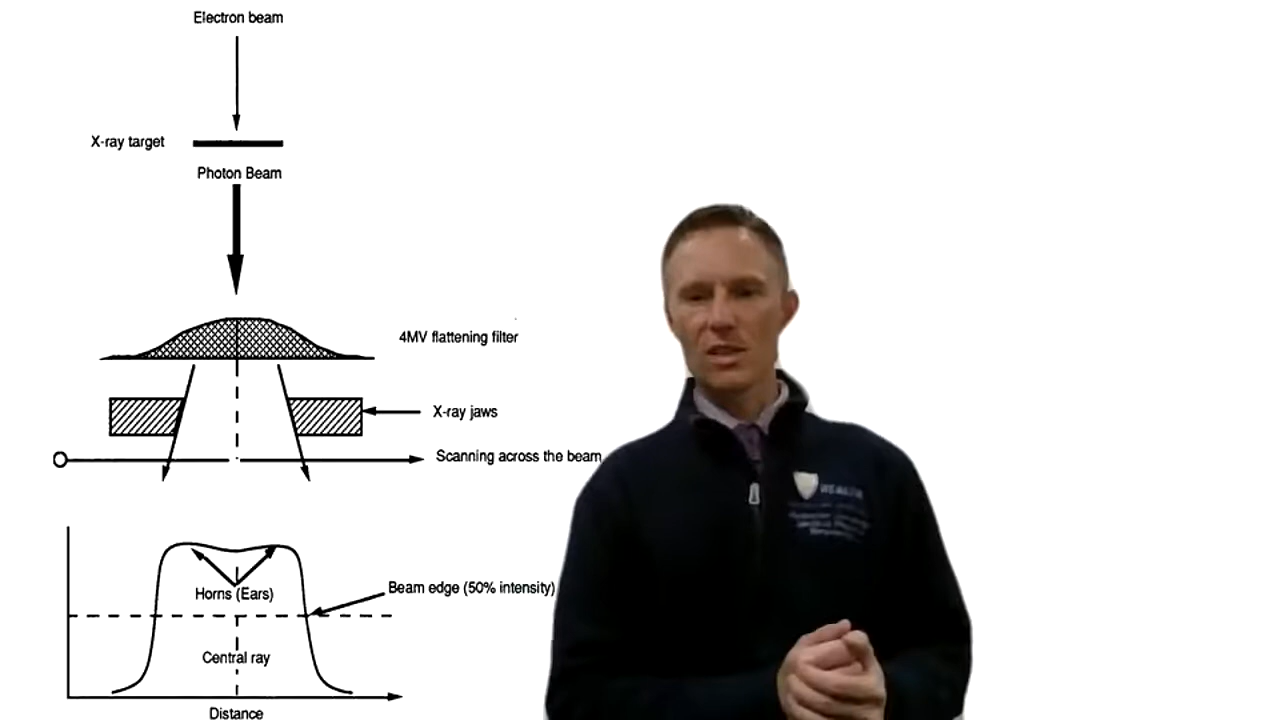 Electron beam
X-ray target
Photon Beam
4MV flattening filter
X-ray jaws
Scanning across the beam
Horns (Ears)
Beam edge (50% intensity)
Central ray
Distance
HEALTH